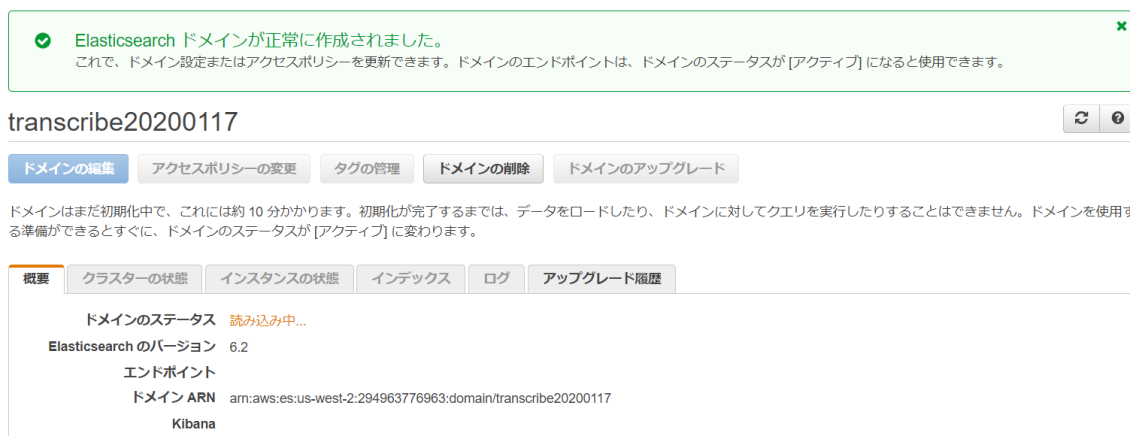 Elasticsearch ドメインが正常に作成されました。
これで、ドメイン設定またはアクセスポリシーを更新できます。ドメインのエンドポイントは、ドメインのステータスが [アクティブ] になると使用できます。
transcribe20200117
ドメインの編集 アクセスポリシーの変更 タグの管理 ドメインの削除 ドメインのアップグレード
ドメインはまだ初期化中で、これには約 10 分かかります。初期化が完了するまでは、データをロードしたり、ドメインに対してクエリを実行したりすることはできません。ドメインを使用す
る準備ができるとすぐに、ドメインのステータスが [アクティブ] に変わります。
概要 クラスターの状態 インスタンスの状態 インデックス ログ アップグレード履歴
ドメインのステータス 読み込み中...
Elasticsearch のバージョン 6.2
エンドポイント
ドメイン ARN arn:aws:es:us-west-2:294963776963:domain/transcribe20200117
Kibana